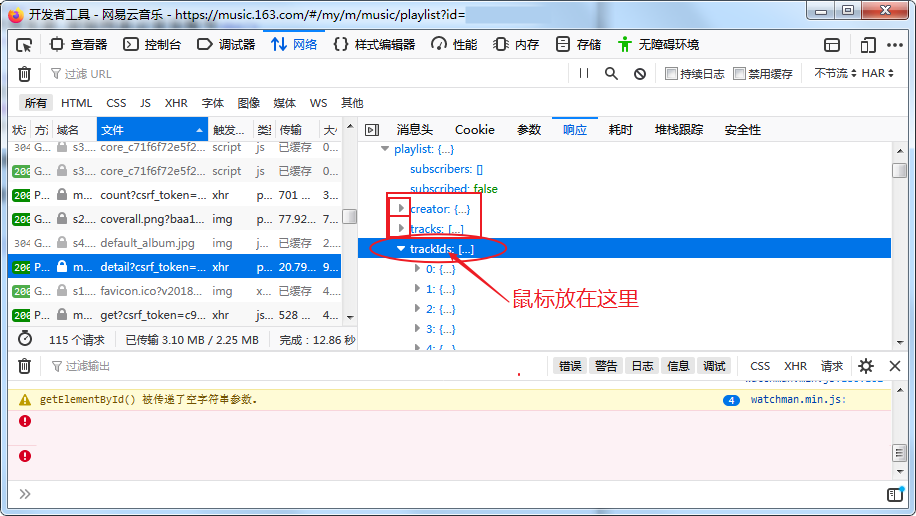 开发者工具 - 网易云音乐 - https://music.163.com/#/my/m/music/playlist?id=
查看器 控制台 调试器 网络 样式编辑器 性能 内存 存储 无障碍环境
过滤 URL 持续日志 禁用缓存 不节流 HAR
所有 HTML CSS JS XHR 字体 图像 媒体 WS 其他
状 方 域名 文件 触发... 类 传输 大
消息头 Cookie 参数 响应 耗时 堆栈跟踪 安全性
304 G... s3... core_c71f6f72e5f2... script js 已缓存 0...
200 G... s3... core_c71f6f72e5f2... script js 已缓存 0...
200 P... m... count?csrf_token=... xhr p... 701 ... 3...
200 G... s2... coverall.png?baa1... img p... 77.92... 7...
304 G... s4... default_album.jpg img p... 已缓存 4...
200 P... m... detail?csrf_token=... xhr p... 20.79... 9...
200 G... s1... favicon.ico?v2018... img x... 已缓存 4...
200 P... m... get?csrf_token=c9... xhr js... 528 ... 4...
playlist: {...}
subscribers: []
subscribed: false
creator: {...}
tracks: [...]
trackIds: [...]
0: {...}
1: {...}
2: {...}
3: {...}
4: {...}
鼠标放在这里
115 个请求 已传输 3.10 MB / 2.25 MB 完成：12.86 秒
过滤输出 错误 警告 日志 信息 调试 CSS XHR 请求
getElementById() 被传递了空字符串参数. 4 watchman.min.js: